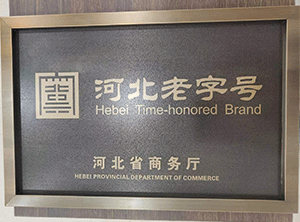 河北老字号
Hebei Time-honored Brand
河北省商务厅
HEBEI PROVINCIAL DEPARTMENT OF COMMERCE